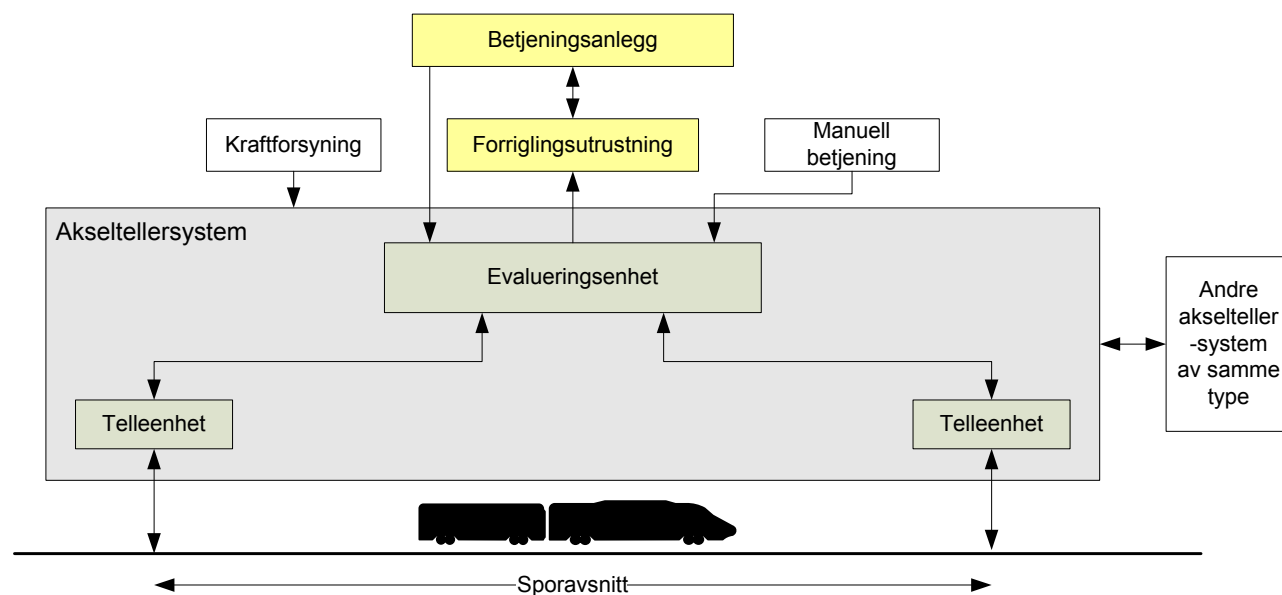 Betjeningsanlegg
Kraftforsyning
Forriglingsutrustning
Manuell
betjening
Akseltellersystem
Evalueringsenhet
Andre
akselteller
-system
av samme
type
Telleenhet
Telleenhet
Sporavsnitt